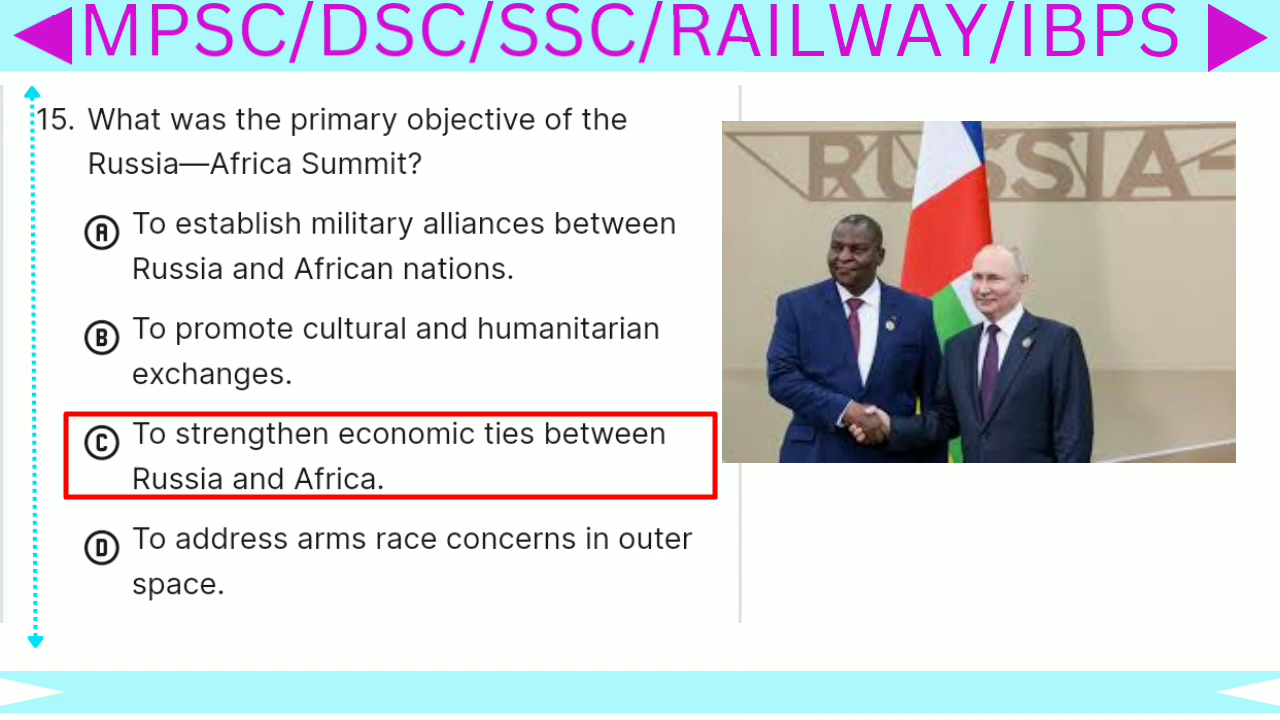 MPSC/DSC/SSC/RAILWAY/IBPS
15. What was the primary objective of the
Russia—Africa Summit?
A To establish military alliances between
Russia and African nations.
B To promote cultural and humanitarian
exchanges.
C To strengthen economic ties between
Russia and Africa.
D To address arms race concerns in outer
space.
RUSSIA-